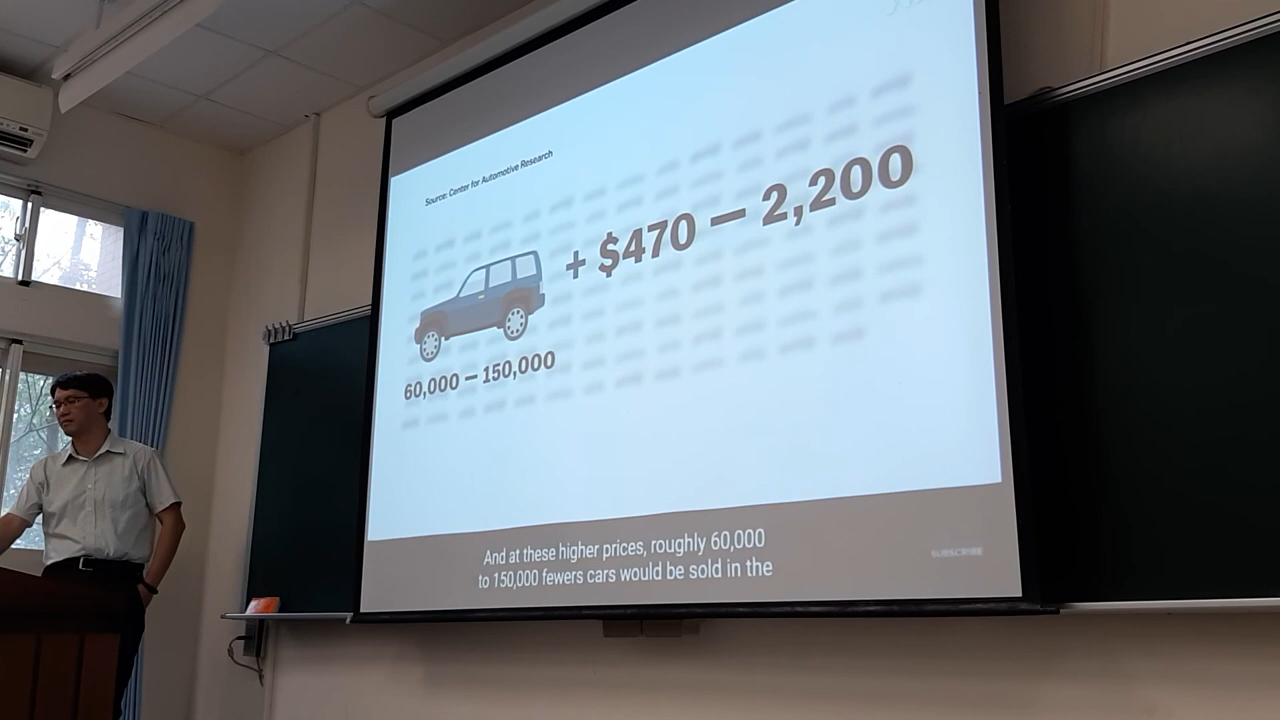 Source: Center for Automotive Research
+ $470 — 2,200
60,000 — 150,000
And at these higher prices, roughly 60,000
to 150,000 fewers cars would be sold in the
SUBSCRIBE